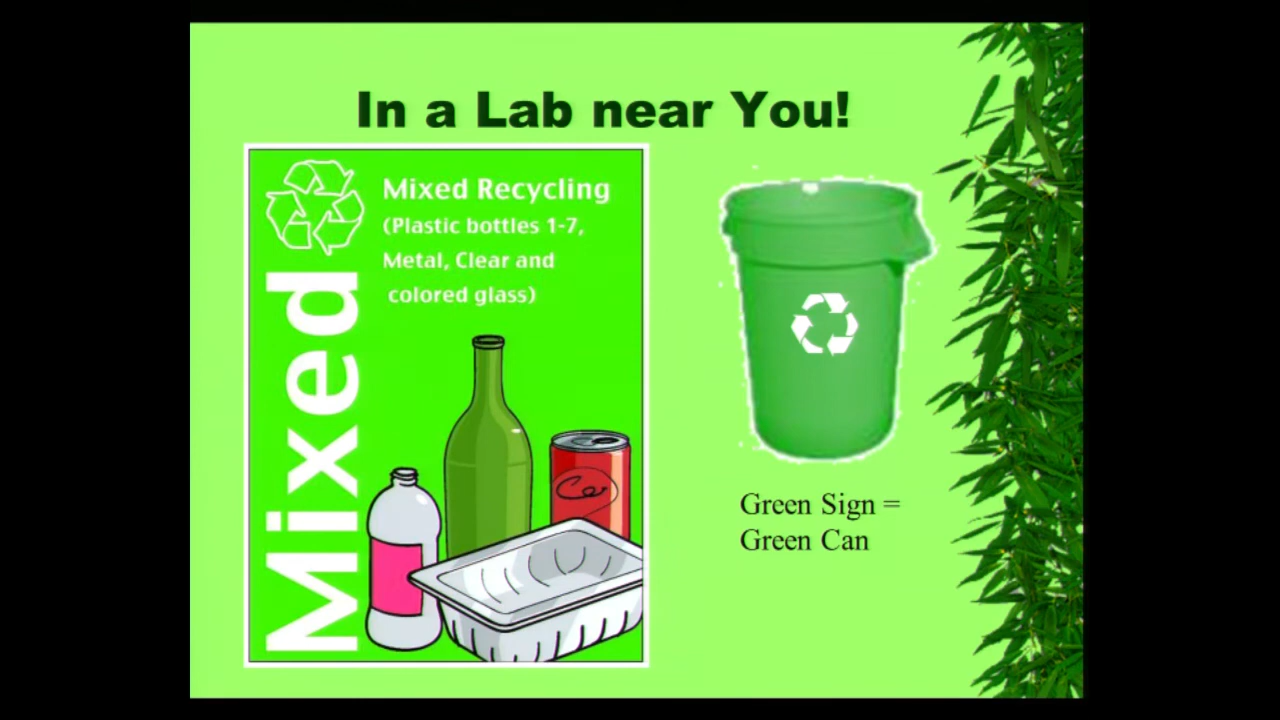 In a Lab near You!
Mixed
Mixed Recycling
(Plastic bottles 1-7,
Metal, Clear and
colored glass)
Green Sign =
Green Can